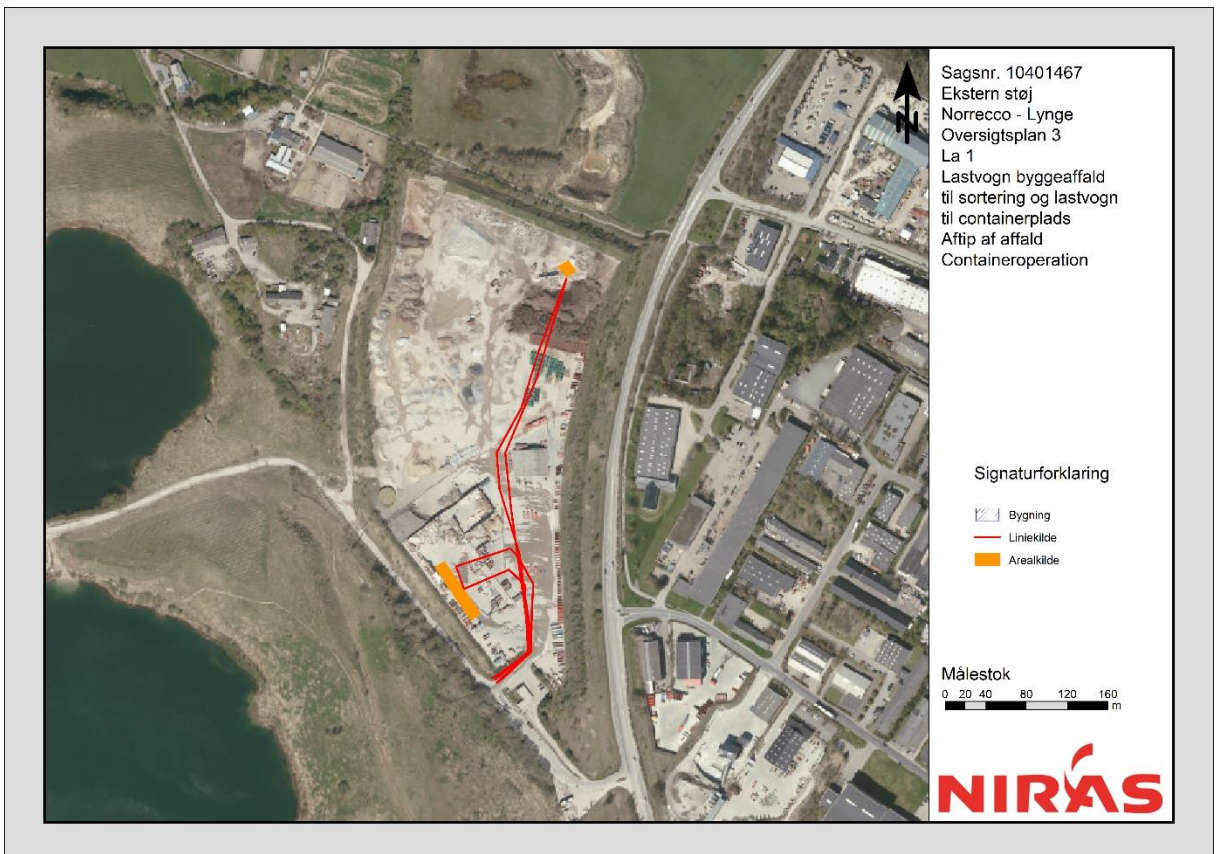 N
Sagsnr. 10401467
Ekstern støj
Norrecco - Lynge
Oversigtsplan 3
La 1
Lastvogn byggeaffald
til sortering og lastvogn
til containerplads
Aftip af affald
Containeroperation
Signaturforklaring
Bygning
Liniekilde
Arealkilde
Målestok
0 20 40 80 120 160
m
NIRÁS